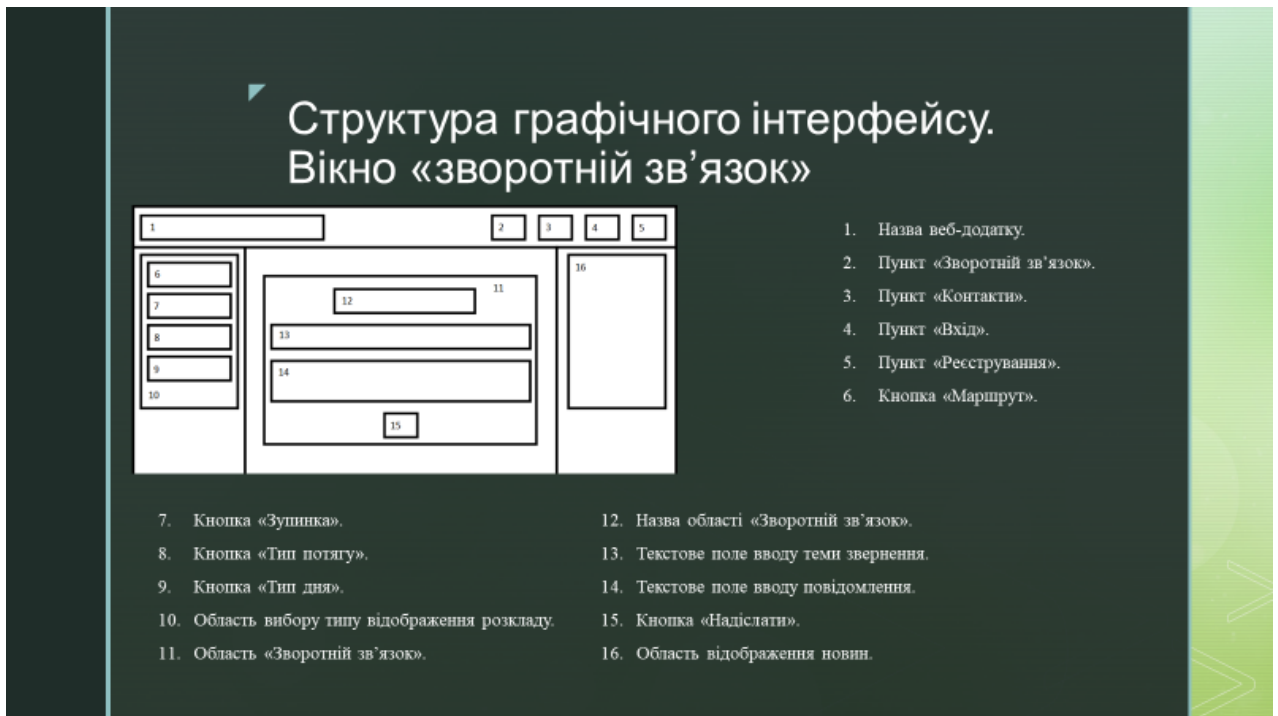 Структура графічного інтерфейсу.
Вікно «зворотній зв’язок»
1
2
3
4
5
6
7
8
9
10
11
12
13
14
15
16
1. Назва веб-додатку.
2. Пункт «Зворотній зв’язок».
3. Пункт «Контакти».
4. Пункт «Вхід».
5. Пункт «Реєстрування».
6. Кнопка «Маршрут».
7. Кнопка «Зупинка».
8. Кнопка «Тип потягу».
9. Кнопка «Тип дня».
10. Область вибору типу відображення розкладу.
11. Область «Зворотній зв’язок».
12. Назва області «Зворотній зв’язок».
13. Текстове поле вводу теми звернення.
14. Текстове поле вводу повідомлення.
15. Кнопка «Надіслати».
16. Область відображення новин.